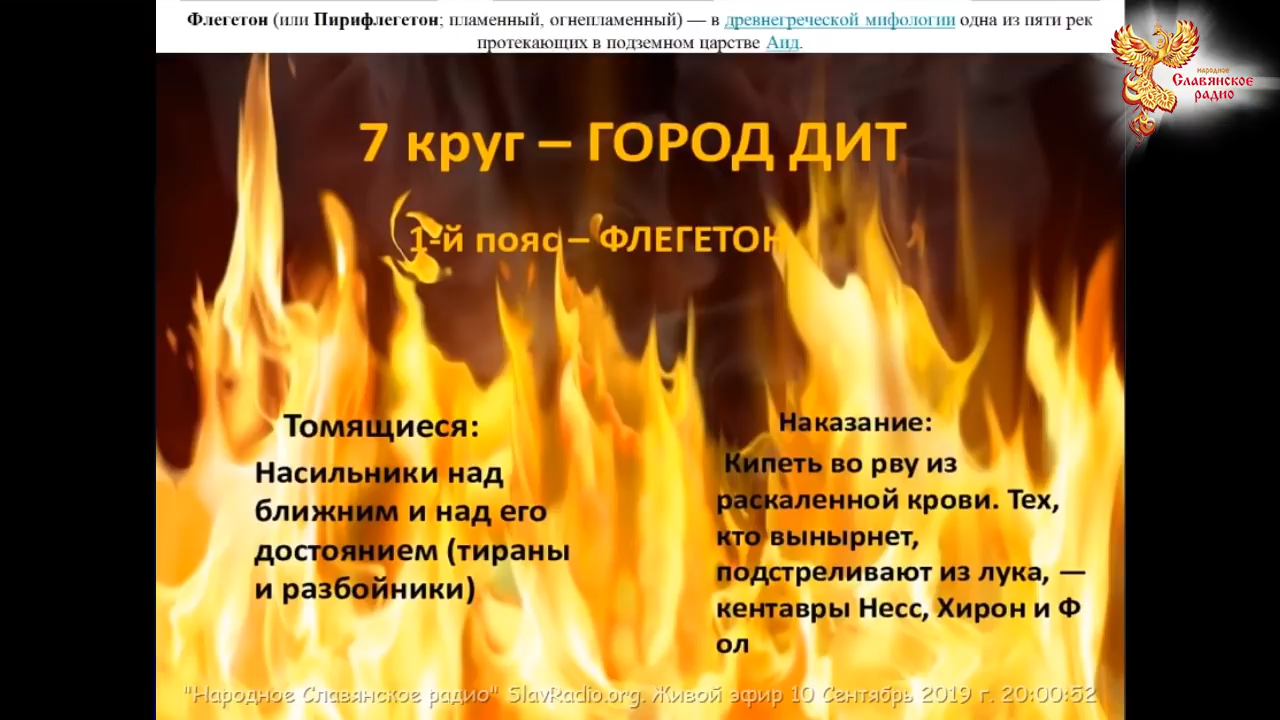 Флегетон (или Пирифлегетон; пламенный, огнепламенный) — в древнегреческой мифологии одна из пяти рек
протекающих в подземном царстве Аид.
народное
Славянское
радио
7 круг – ГОРОД ДИТ
1-й пояс – ФЛЕГЕТОН
Томящиеся:
Насильники над
ближним и над его
достоянием (тираны
и разбойники)
Наказание:
Кипеть во рву из
раскаленной крови. Тех,
кто вынырнет,
подстреливают из лука, —
кентавры Несс, Хирон и Ф
ол
"Народное Славянское радио" SlavRadio.org. Живой эфир 10 Сентябрь 2019 г. 20:00:52